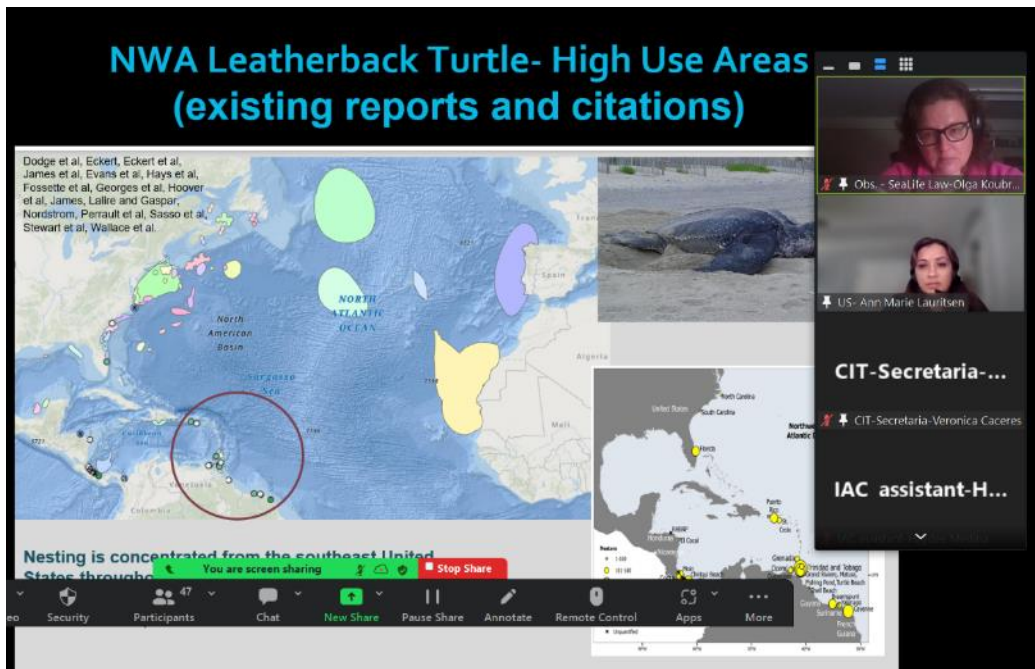 NWA Leatherback Turtle- High Use Areas
(existing reports and citations)
Dodge et al, Eckert, Eckert et al,
James et al, Evans et al, Hays et al,
Fossette et al, Georges et al, Hoover
et al, James, Lalire and Gaspar,
Nordstrom, Perrault et al, Sasso et al,
Stewart et al, Wallace et al.
NORTH
ATLANTIC
OCEAN
North
American
Basin
Sargasso
Sea
Caribbean
Sea
Venezuela
Colombia
Spain
Algeria
Mali
Obs. - SeaLife Law-Olga Koubr...
US- Ann Marie Lauritsen
CIT-Secretaria-...
CIT-Secretaria-Veronica Caceres
IAC assistant-H...
United States
North Carolina
South Carolina
Florida
Puerto
Rico
St.
Croix
Honduras
Grenada
Trinidad and Tobago
Guyana
Suriname
French
Guiana
Nesting is concentrated from the southeast United
You are screen sharing
Stop Share
47
Security
Participants
Chat
New Share
Pause Share
Annotate
Remote Control
Apps
More